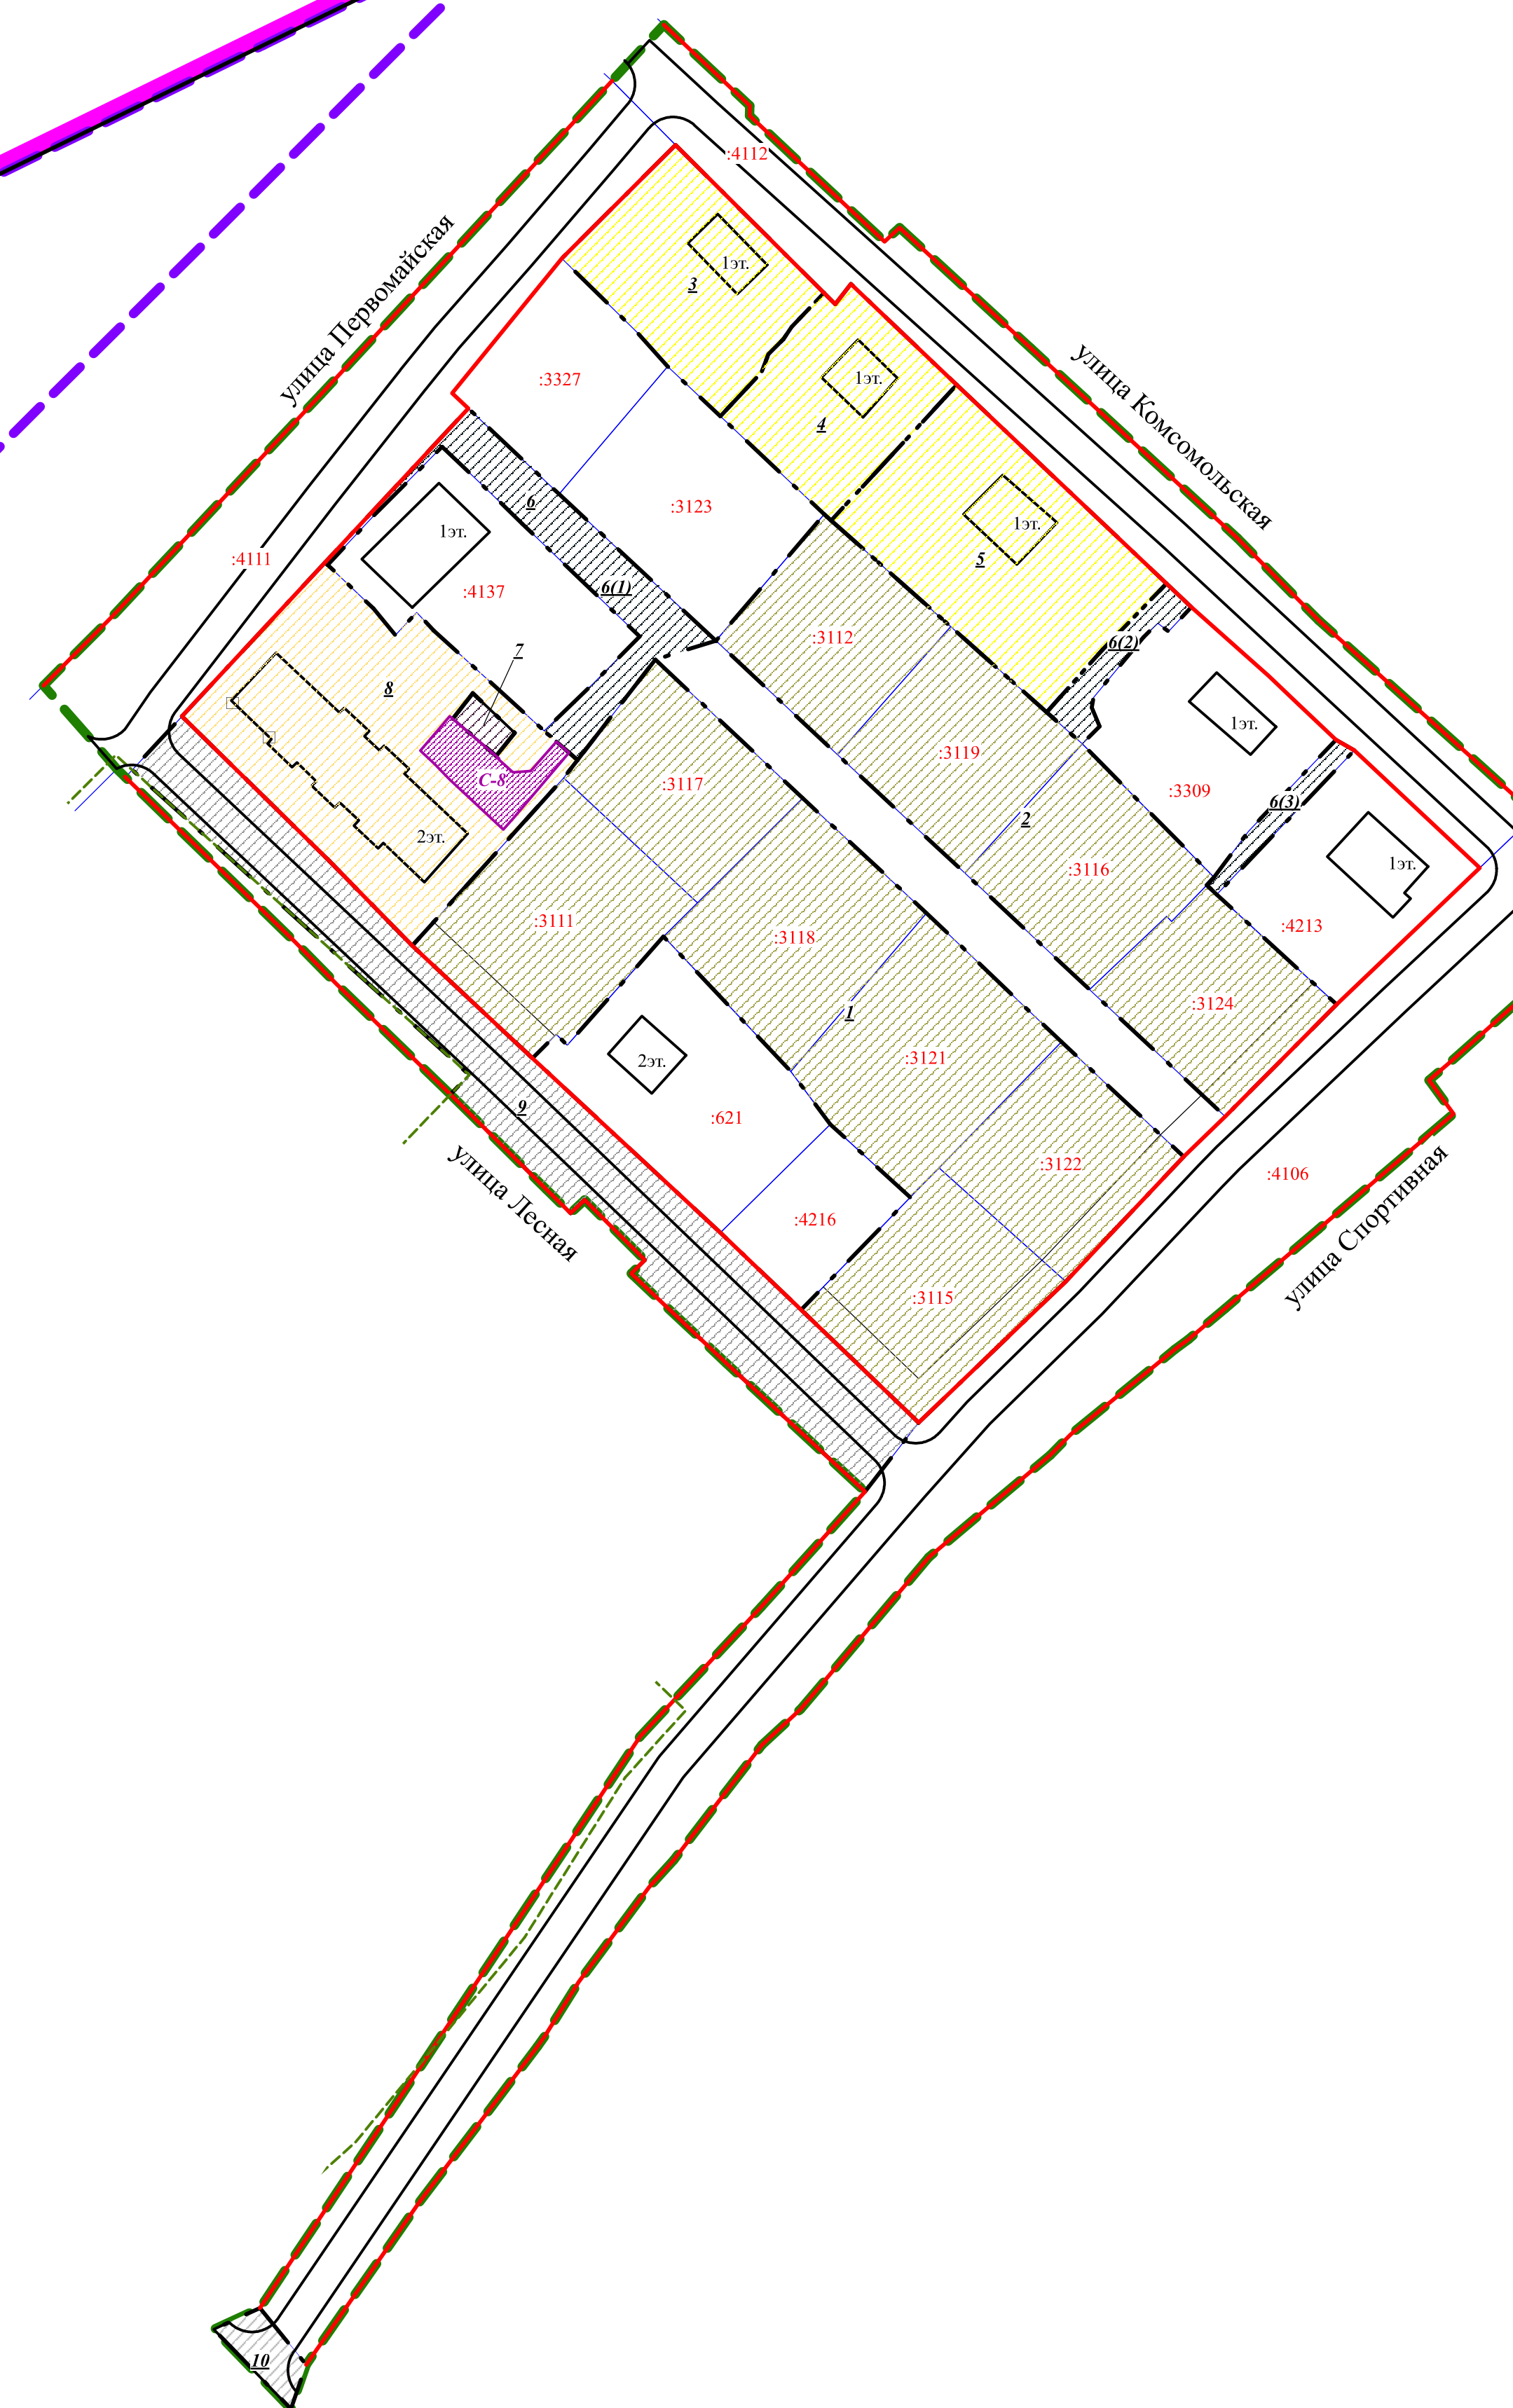 :4112
улица Первомайская
1эт.
3
:3327
1эт.
4
улица Комсомольская
6
:3123
1эт.
5
1эт.
:4111
6(1)
:4137
:3112
6(2)
7
8
1эт.
:3119
С-8
:3117
:3309
6(3)
2
2эт.
:3116
1эт.
:3111
:3118
:4213
1
:3124
2эт.
:3121
9
:621
:3122
:4106
улица Лесная
:4216
улица Спортивная
:3115
10